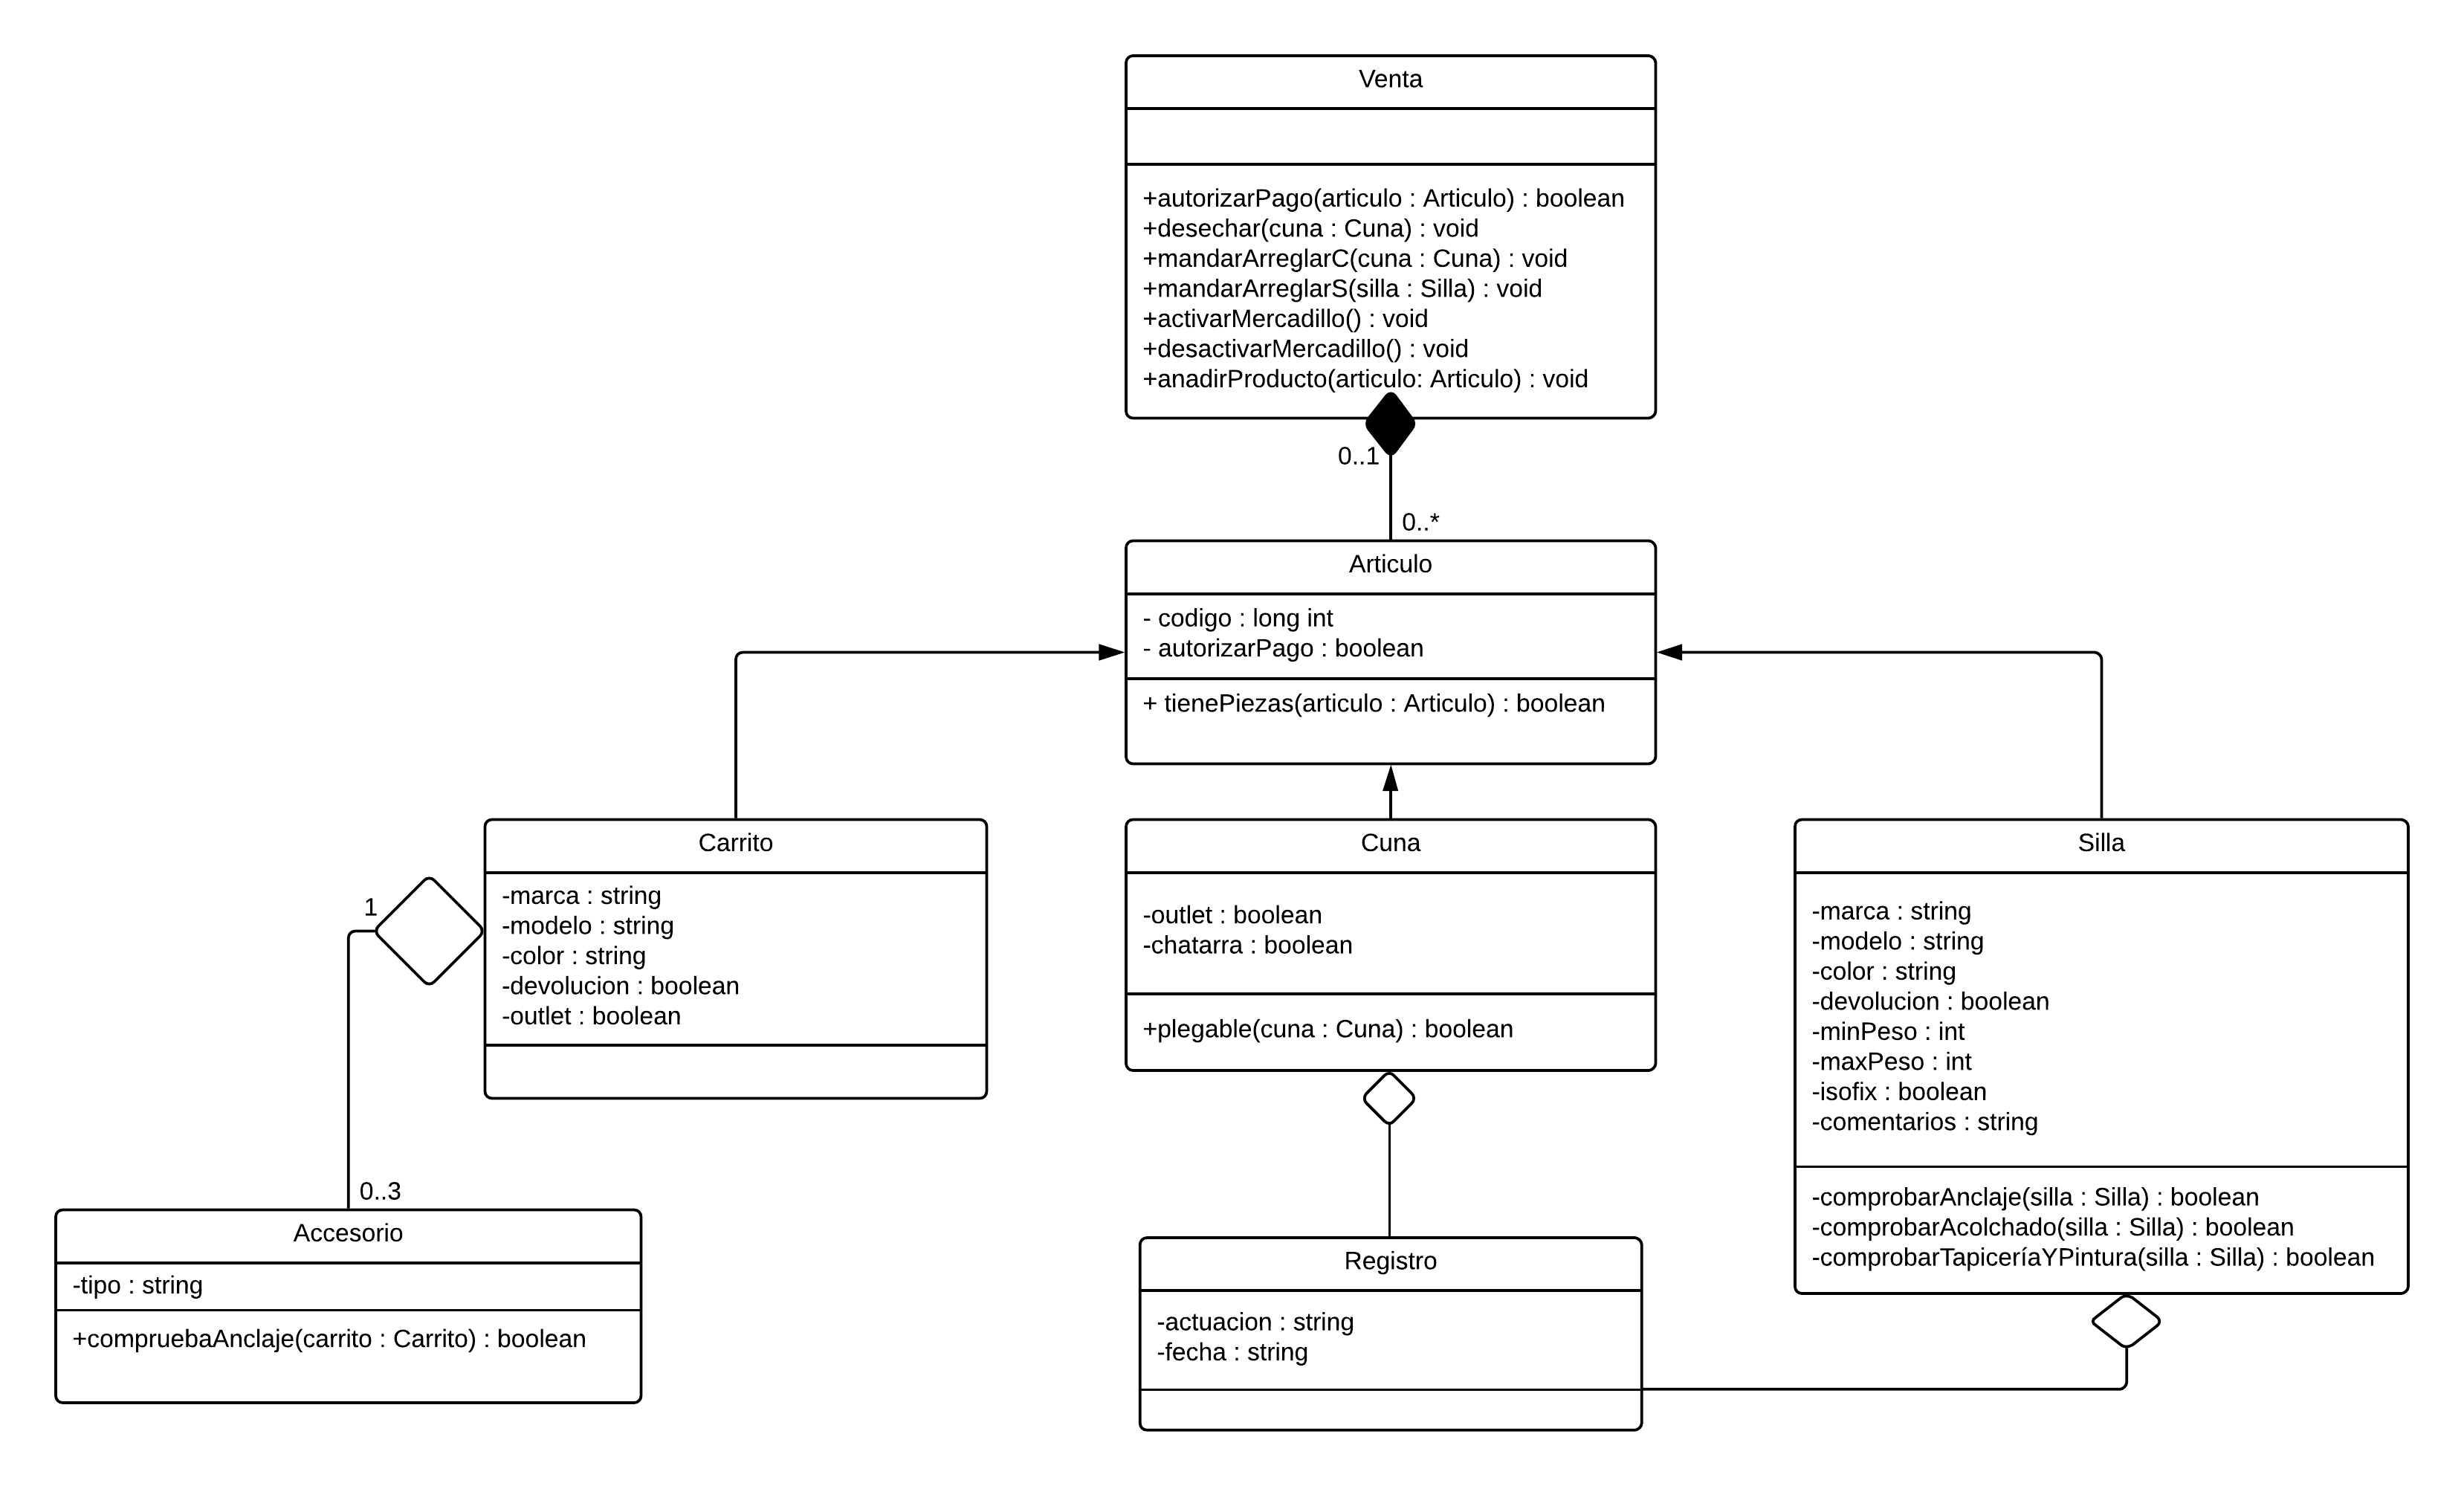 Venta
+autorizarPago(articulo : Articulo) : boolean
+desechar(cuna : Cuna) : void
+mandarArreglarC(cuna : Cuna) : void
+mandarArreglarS(silla : Silla) : void
+activarMercadillo() : void
+desactivarMercadillo() : void
+anadirProducto(articulo: Articulo) : void
0..1
0..*
Articulo
- codigo : long int
- autorizarPago : boolean
+ tienePiezas(articulo : Articulo) : boolean
Carrito
-marca : string
-modelo : string
-color : string
-devolucion : boolean
-outlet : boolean
1
0..3
Accesorio
-tipo : string
+compruebaAnclaje(carrito : Carrito) : boolean
Cuna
-outlet : boolean
-chatarra : boolean
+plegable(cuna : Cuna) : boolean
Registro
-actuacion : string
-fecha : string
Silla
-marca : string
-modelo : string
-color : string
-devolucion : boolean
-minPeso : int
-maxPeso : int
-isofix : boolean
-comentarios : string
-comprobarAnclaje(silla : Silla) : boolean
-comprobarAcolchado(silla : Silla) : boolean
-comprobarTapiceríaYPintura(silla : Silla) : boolean